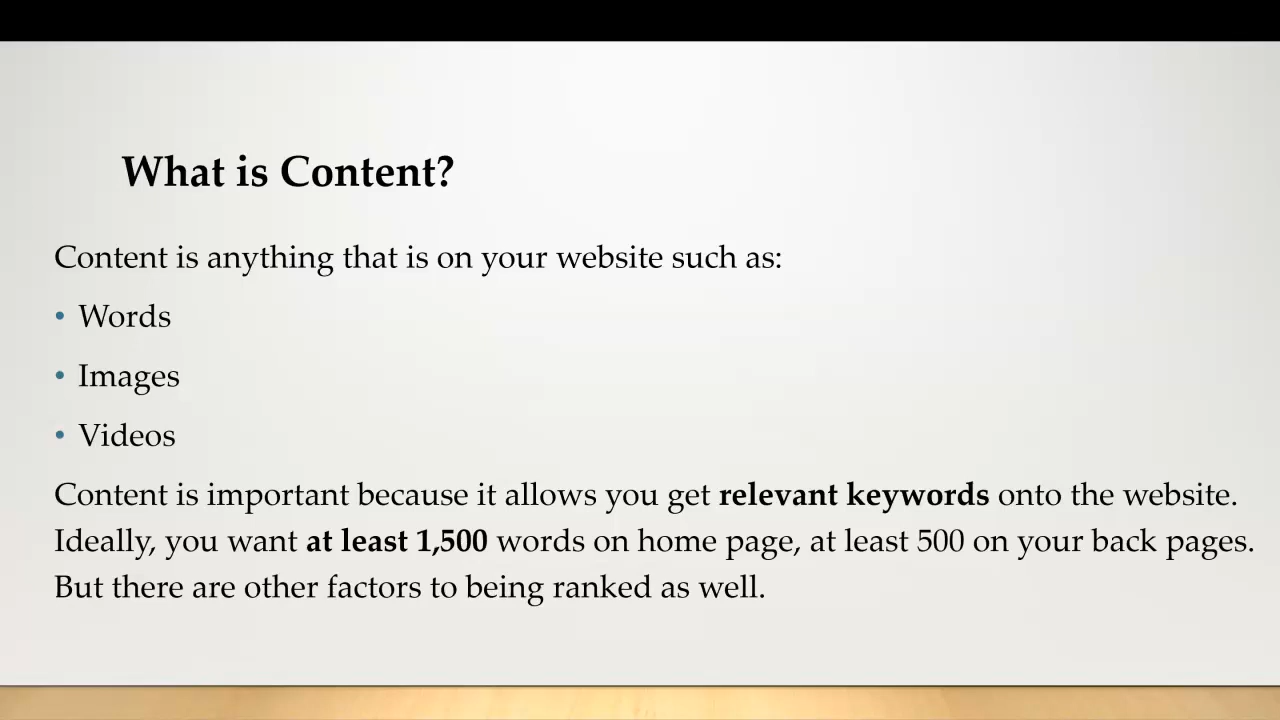 What is Content?
Content is anything that is on your website such as:
• Words
• Images
• Videos
Content is important because it allows you get relevant keywords onto the website.
Ideally, you want at least 1,500 words on home page, at least 500 on your back pages.
But there are other factors to being ranked as well.